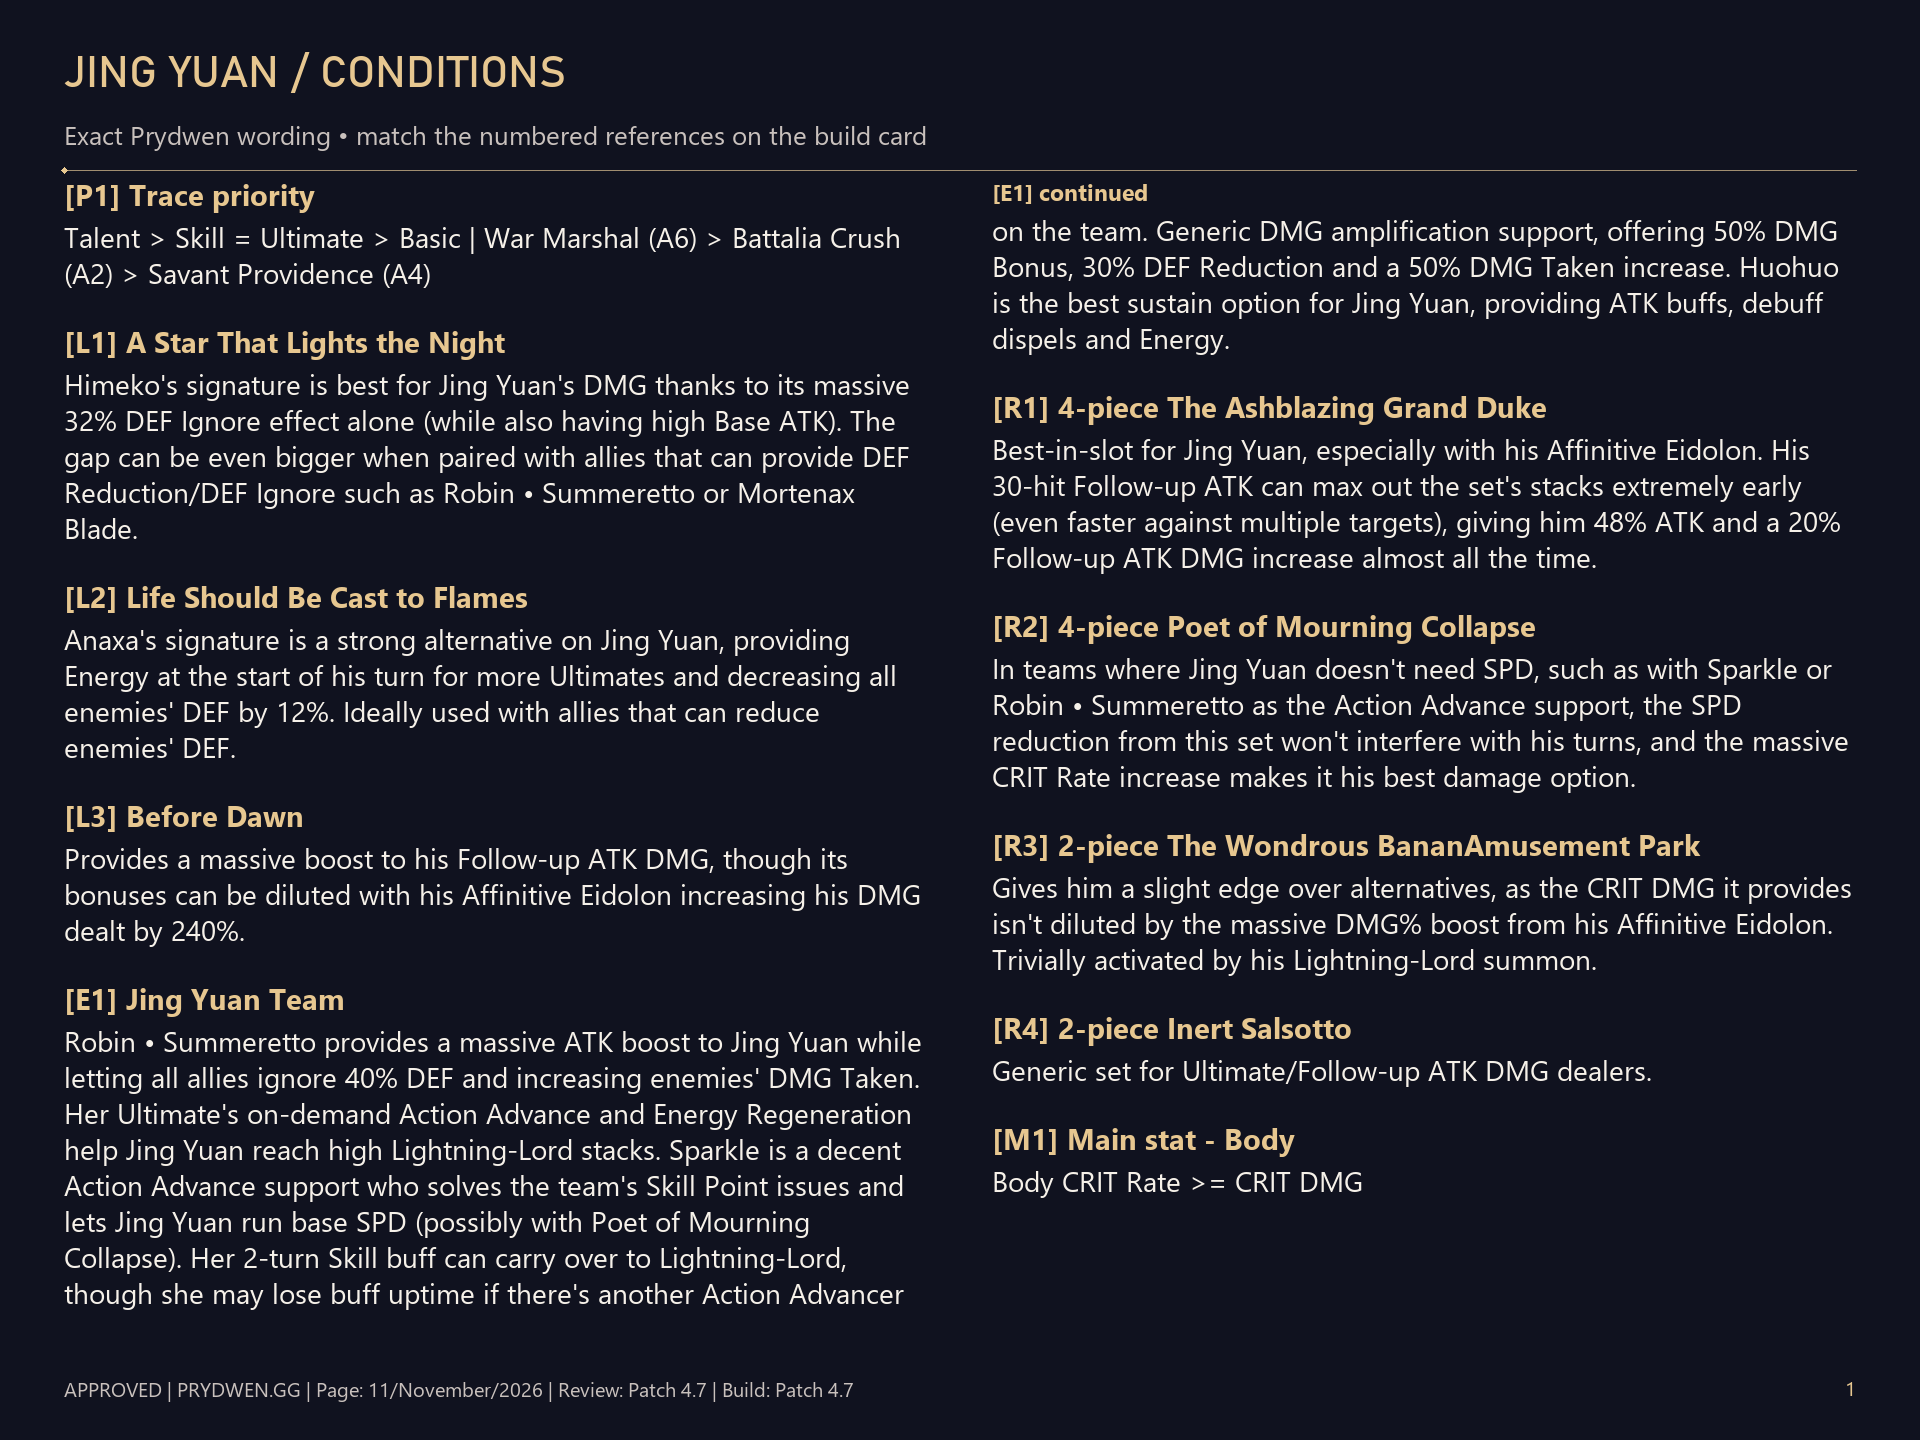 JING YUAN / CONDITIONS
Exact Prydwen wording • match the numbered references on the build card
[P1] Trace priority
Talent > Skill = Ultimate > Basic | War Marshal (A6) > Battalia Crush
(A2) > Savant Providence (A4)
[L1] A Star That Lights the Night
Himeko's signature is best for Jing Yuan's DMG thanks to its massive
32% DEF Ignore effect alone (while also having high Base ATK). The
gap can be even bigger when paired with allies that can provide DEF
Reduction/DEF Ignore such as Robin • Summeretto or Mortenax
Blade.
[L2] Life Should Be Cast to Flames
Anaxa's signature is a strong alternative on Jing Yuan, providing
Energy at the start of his turn for more Ultimates and decreasing all
enemies' DEF by 12%. Ideally used with allies that can reduce
enemies' DEF.
[L3] Before Dawn
Provides a massive boost to his Follow-up ATK DMG, though its
bonuses can be diluted with his Affinitive Eidolon increasing his DMG
dealt by 240%.
[E1] Jing Yuan Team
Robin • Summeretto provides a massive ATK boost to Jing Yuan while
letting all allies ignore 40% DEF and increasing enemies' DMG Taken.
Her Ultimate's on-demand Action Advance and Energy Regeneration
help Jing Yuan reach high Lightning-Lord stacks. Sparkle is a decent
Action Advance support who solves the team's Skill Point issues and
lets Jing Yuan run base SPD (possibly with Poet of Mourning
Collapse). Her 2-turn Skill buff can carry over to Lightning-Lord,
though she may lose buff uptime if there's another Action Advancer
[E1] continued
on the team. Generic DMG amplification support, offering 50% DMG
Bonus, 30% DEF Reduction and a 50% DMG Taken increase. Huohuo
is the best sustain option for Jing Yuan, providing ATK buffs, debuff
dispels and Energy.
[R1] 4-piece The Ashblazing Grand Duke
Best-in-slot for Jing Yuan, especially with his Affinitive Eidolon. His
30-hit Follow-up ATK can max out the set's stacks extremely early
(even faster against multiple targets), giving him 48% ATK and a 20%
Follow-up ATK DMG increase almost all the time.
[R2] 4-piece Poet of Mourning Collapse
In teams where Jing Yuan doesn't need SPD, such as with Sparkle or
Robin • Summeretto as the Action Advance support, the SPD
reduction from this set won't interfere with his turns, and the massive
CRIT Rate increase makes it his best damage option.
[R3] 2-piece The Wondrous BananAmusement Park
Gives him a slight edge over alternatives, as the CRIT DMG it provides
isn't diluted by the massive DMG% boost from his Affinitive Eidolon.
Trivially activated by his Lightning-Lord summon.
[R4] 2-piece Inert Salsotto
Generic set for Ultimate/Follow-up ATK DMG dealers.
[M1] Main stat - Body
Body CRIT Rate >= CRIT DMG
APPROVED | PRYDWEN.GG | Page: 11/November/2026 | Review: Patch 4.7 | Build: Patch 4.7
1